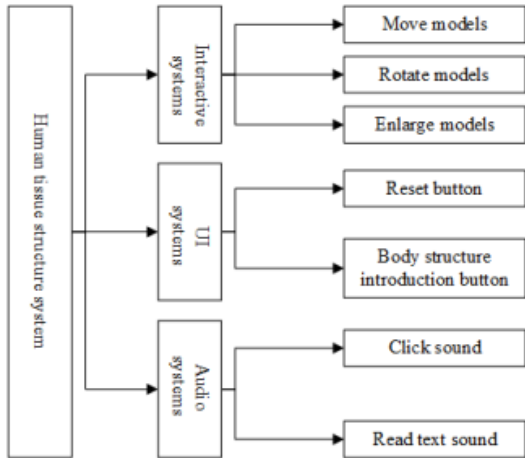 Human tissue structure system
Interactive
systems
Move models
Rotate models
Enlarge models
UI
systems
Reset button
Body structure
introduction button
Audio
systems
Click sound
Read text sound